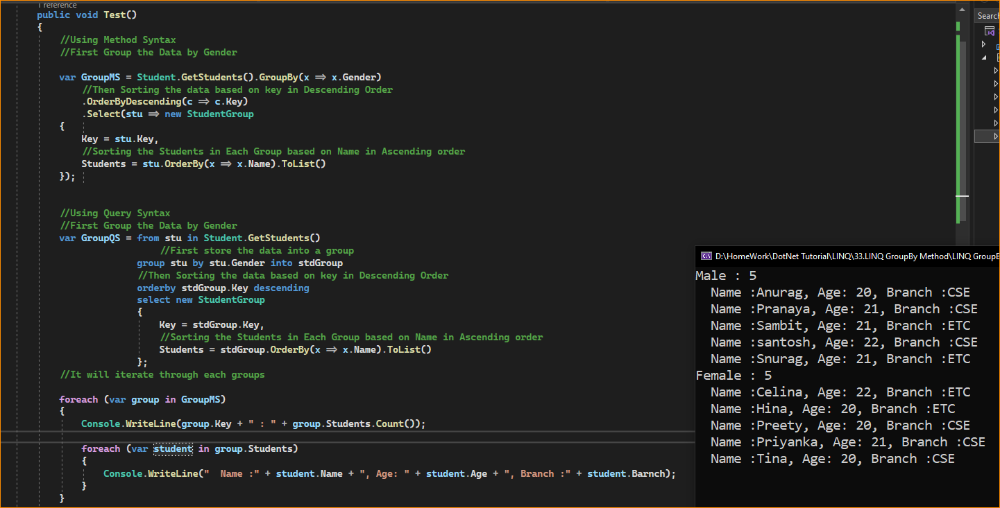 1 reference
public void Test()
{
//Using Method Syntax
//First Group the Data by Gender
var GroupMS = Student.GetStudents().GroupBy(x => x.Gender)
//Then Sorting the data based on key in Descending Order
.OrderByDescending(c => c.Key)
.Select(stu => new StudentGroup
{
Key = stu.Key,
//Sorting the Students in Each Group based on Name in Ascending order
Students = stu.OrderBy(x => x.Name).ToList()
});
//Using Query Syntax
//First Group the Data by Gender
var GroupQS = from stu in Student.GetStudents()
//First store the data into a group
group stu by stu.Gender into stdGroup
//Then Sorting the data based on key in Descending Order
orderby stdGroup.Key descending
select new StudentGroup
{
Key = stdGroup.Key,
//Sorting the Students in Each Group based on Name in Ascending order
Students = stdGroup.OrderBy(x => x.Name).ToList()
};
//It will iterate through each groups
foreach (var group in GroupMS)
{
Console.WriteLine(group.Key + " : " + group.Students.Count());
foreach (var student in group.Students)
{
Console.WriteLine("  Name :" + student.Name + ", Age: " + student.Age + ", Branch :" + student.Barnch);
}
}
Search
D:\HomeWork\DotNet Tutorial\LINQ\33.LINQ GroupBy Method\LINQ GroupB
Male : 5
Name :Anurag, Age: 20, Branch :CSE
Name :Pranaya, Age: 21, Branch :CSE
Name :Sambit, Age: 21, Branch :ETC
Name :santosh, Age: 22, Branch :CSE
Name :Snurag, Age: 21, Branch :ETC
Female : 5
Name :Celina, Age: 22, Branch :ETC
Name :Hina, Age: 20, Branch :ETC
Name :Preety, Age: 20, Branch :CSE
Name :Priyanka, Age: 21, Branch :CSE
Name :Tina, Age: 20, Branch :CSE